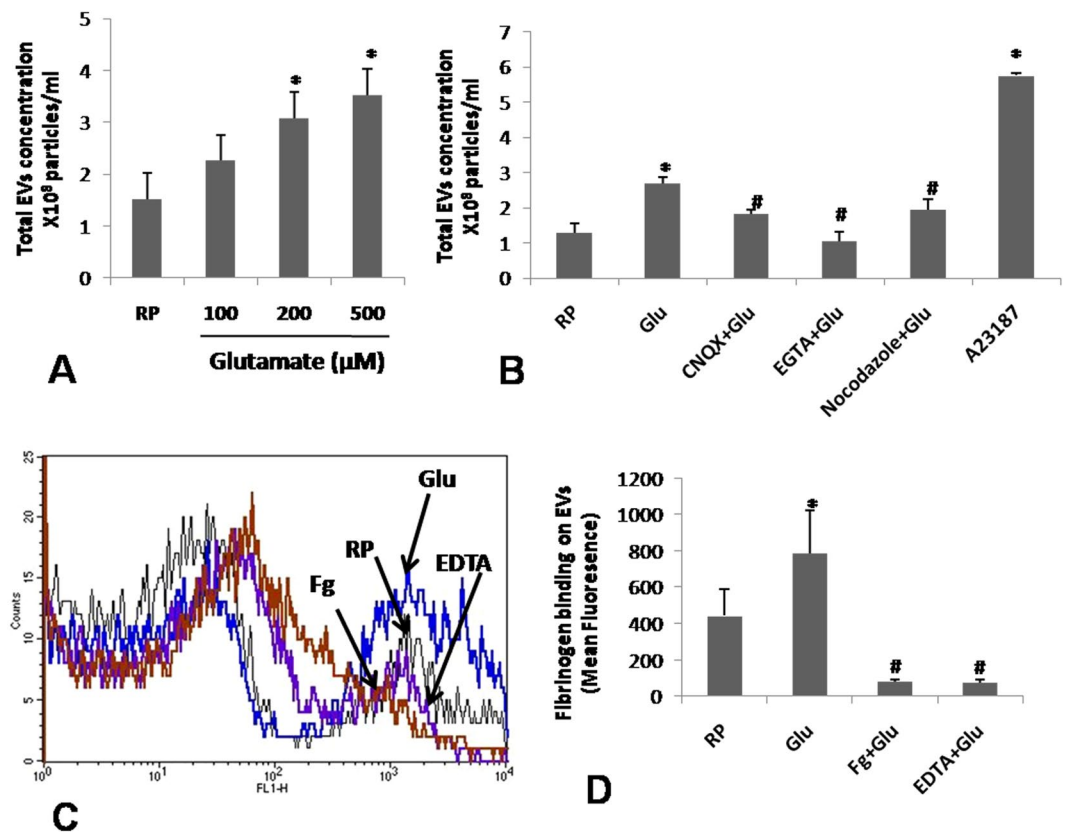 Total EVs concentration
X10⁸ particles/ml
5
4
3
2
1
0
*
*
RP
100
200
500
Glutamate (µM)
A
Total EVs concentration
X10⁸ particles/ml
7
6
5
4
3
2
1
0
*
#
#
#
*
RP
Glu
CNQX+Glu
EGTA+Glu
Nocodazole+Glu
A23187
B
Counts
25
20
15
10
5
0
Glu
RP
EDTA
Fg
10⁰
10¹
10²
10³
10⁴
FL1-H
C
Fibrinogen binding on EVs
(Mean Fluoresence)
1200
1000
800
600
400
200
0
*
#
#
RP
Glu
Fg+Glu
EDTA+Glu
D